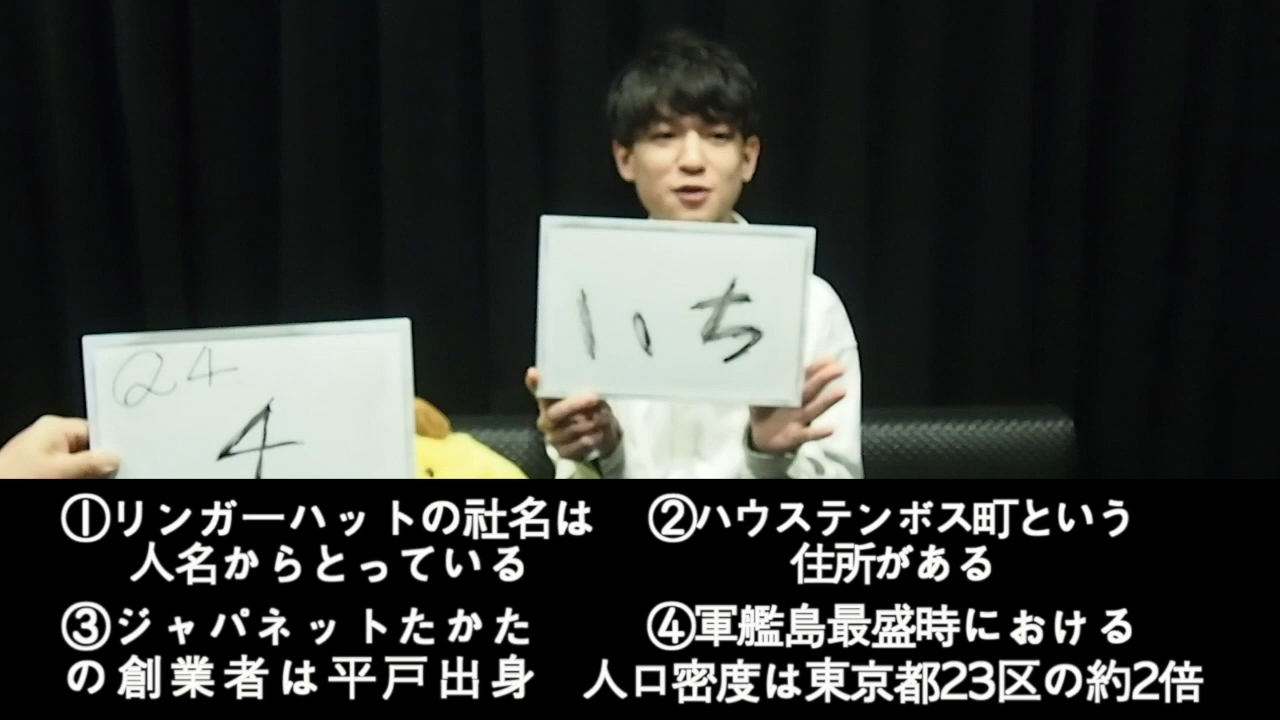 いち
Q4
4
①リンガーハットの社名は
人名からとっている
②ハウステンボス町という
住所がある
③ジャパネットたかた
の創業者は平戸出身
④軍艦島最盛時における
人口密度は東京都23区の約2倍